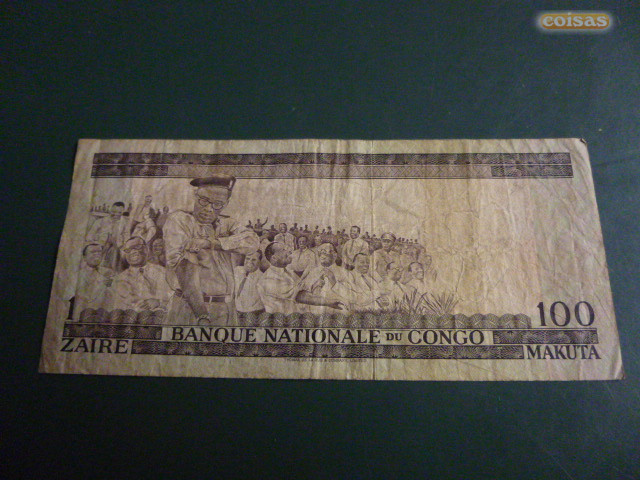 coisas
1 100
BANQUE NATIONALE DU CONGO
ZAIRE MAKUTA